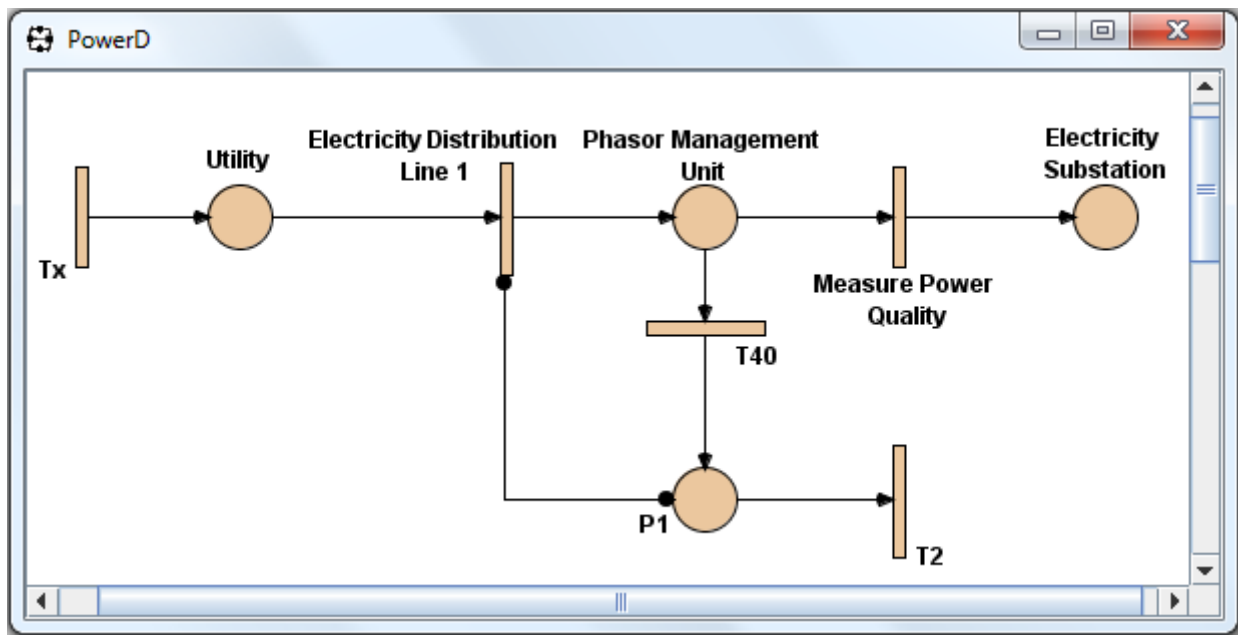 PowerD
Electricity Distribution
Line 1
Phasor Management
Unit
Electricity
Substation
Utility
Tx
Measure Power
Quality
T40
P1
T2